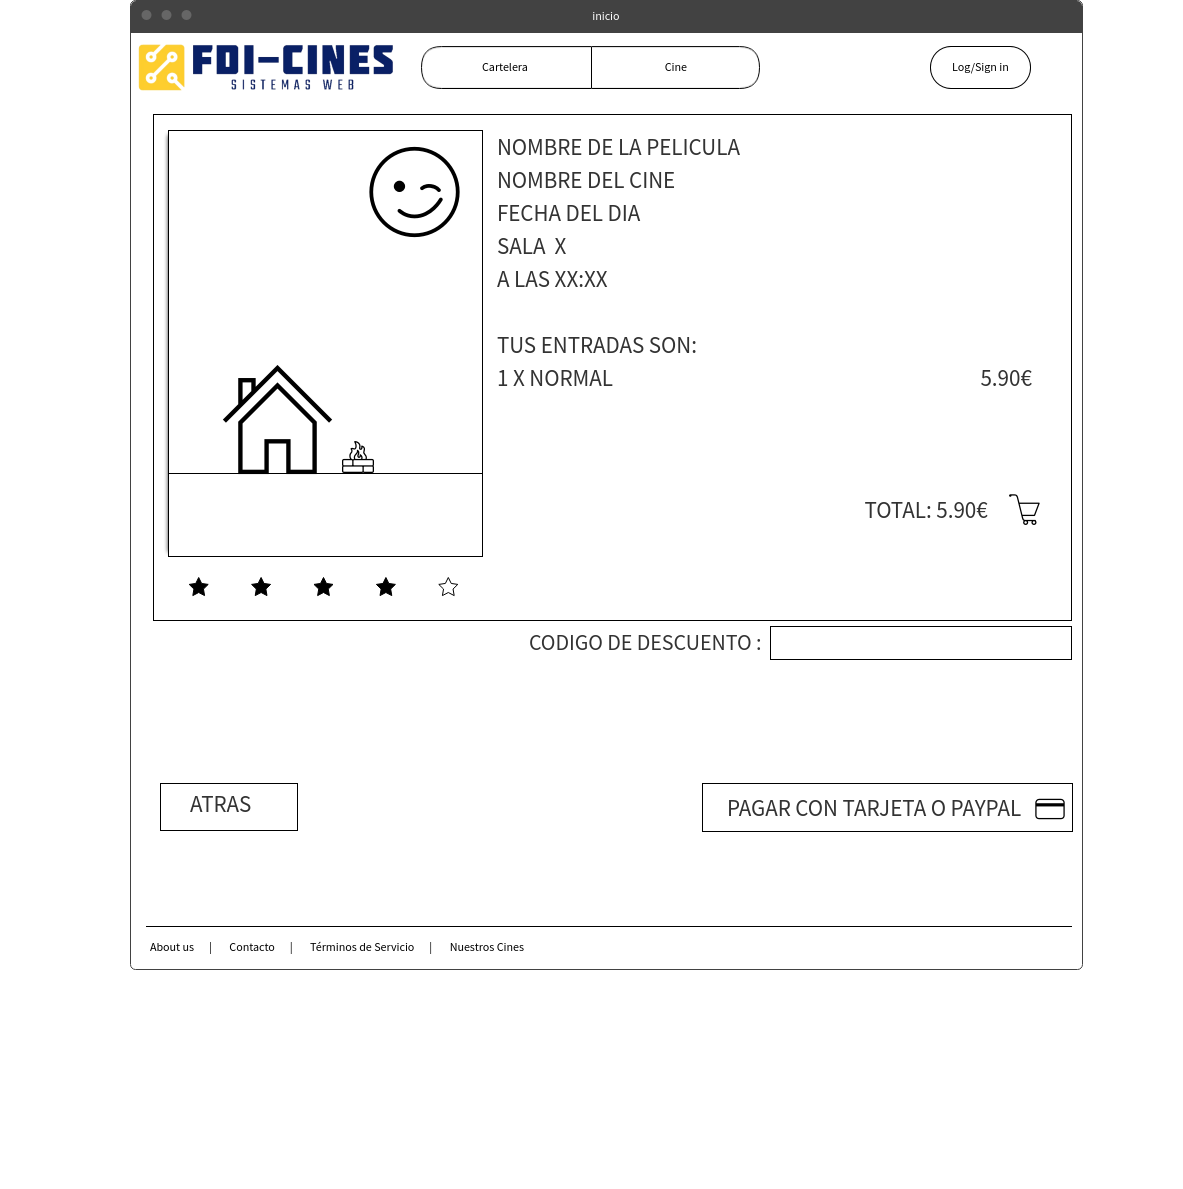 inicio
FDI-CINES
SISTEMAS WEB
Cartelera
Cine
Log/Sign in
NOMBRE DE LA PELICULA
NOMBRE DEL CINE
FECHA DEL DIA
SALA  X
A LAS XX:XX
TUS ENTRADAS SON:
1 X NORMAL 5.90€
TOTAL: 5.90€
CODIGO DE DESCUENTO :
ATRAS
PAGAR CON TARJETA O PAYPAL
About us | Contacto | Términos de Servicio | Nuestros Cines